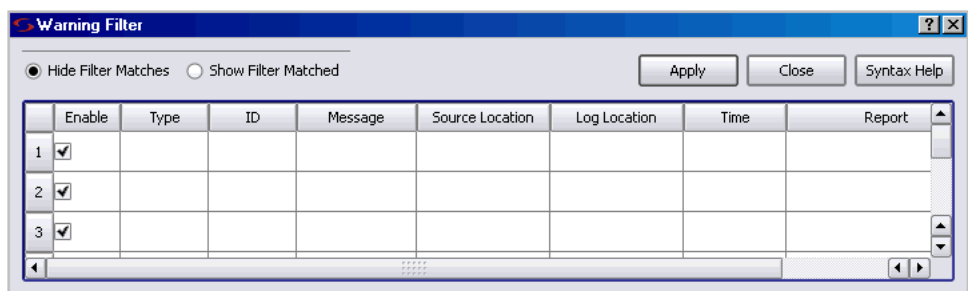 Warning Filter
Hide Filter Matches Show Filter Matched Apply Close Syntax Help
Enable Type ID Message Source Location Log Location Time Report
1
2
3